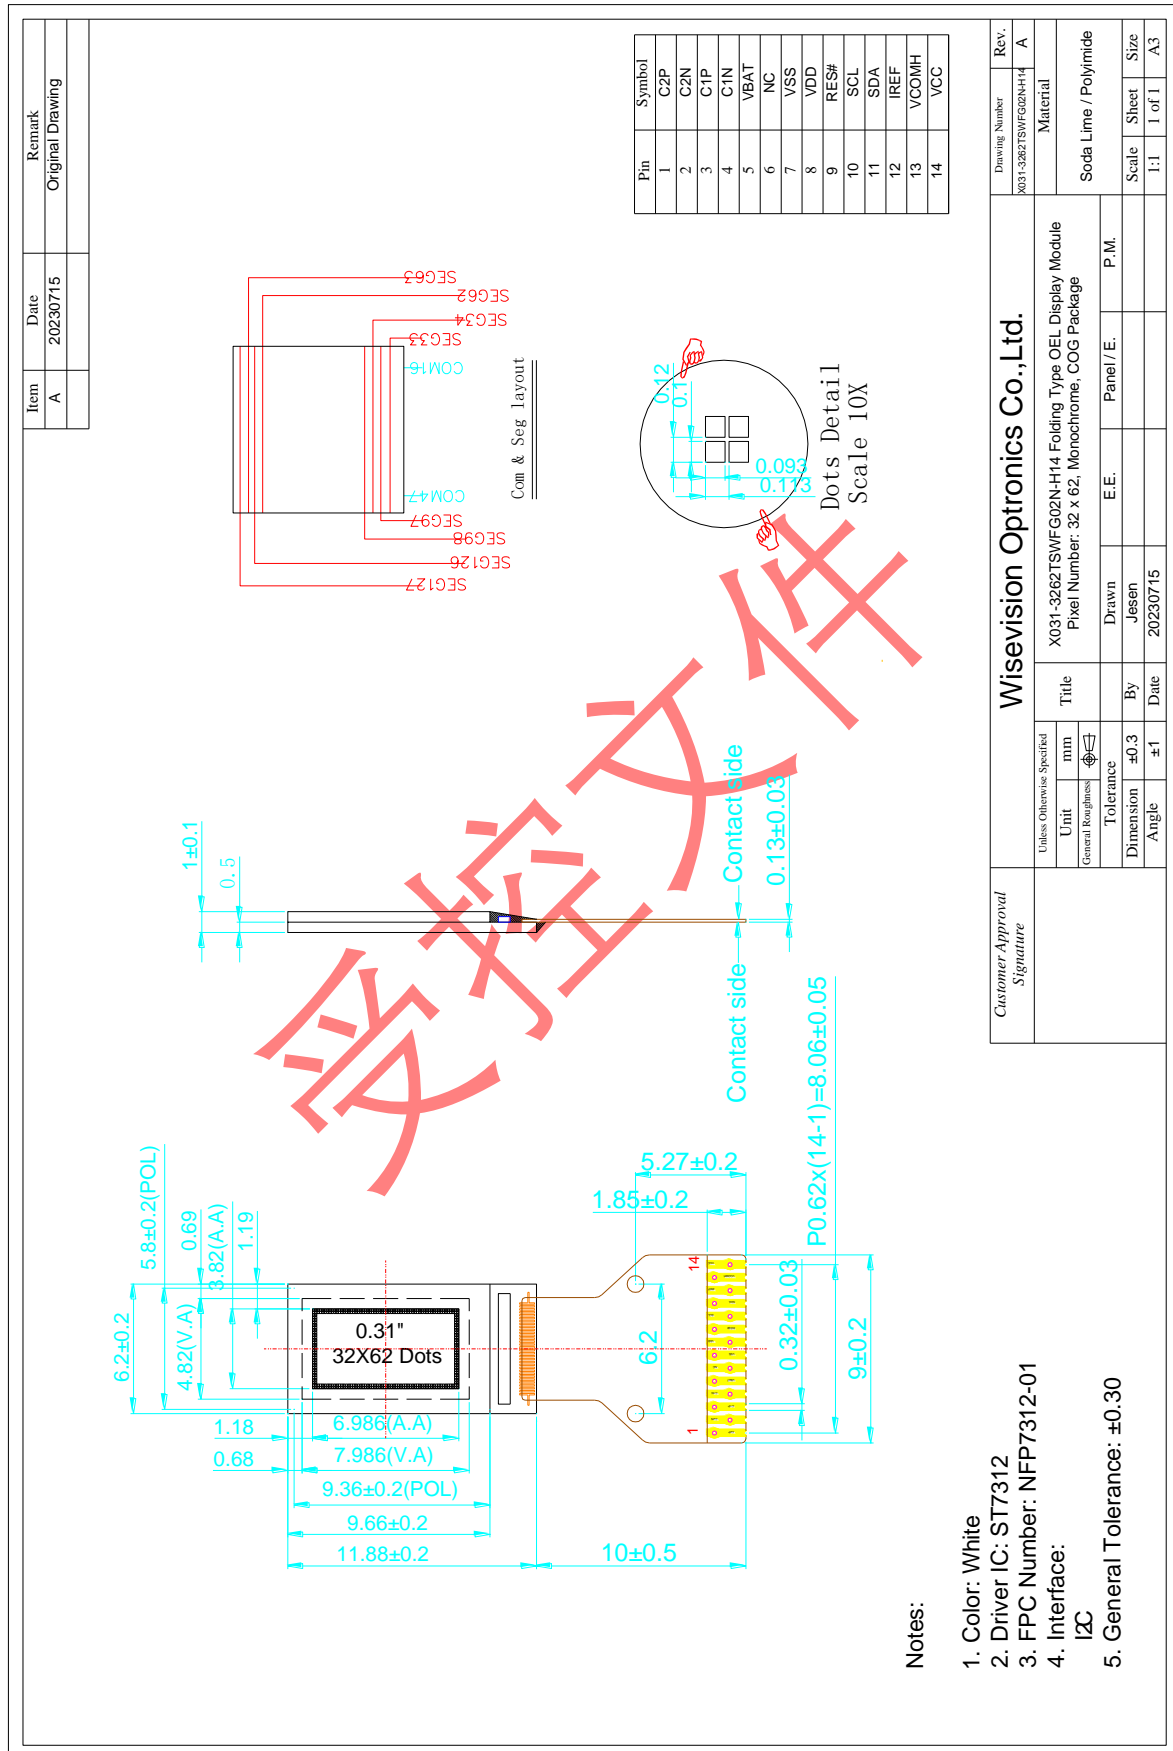 Item Date Remark
A 20230715 Original Drawing
SEG63
SEG62
SEG34
SEG33
COM16
COM47
SEG97
SEG98
SEG126
SEG127
Com & Seg layout
Pin Symbol
1 C2P
2 C2N
3 C1P
4 C1N
5 VBAT
6 NC
7 VSS
8 VDD
9 RES#
10 SCL
11 SDA
12 IREF
13 VCOMH
14 VCC
0.12
0.1
0.093
0.113
Dots Detail
Scale 10X
1±0.1
0.5
Contact side
Contact side
0.13±0.03
受控文件
5.8±0.2(POL)
0.69
3.82(A.A)
1.19
6.2±0.2
4.82(V.A)
0.31"
32X62 Dots
1.18
0.68
6.986(A.A)
7.986(V.A)
9.36±0.2(POL)
9.66±0.2
11.88±0.2
10±0.5
5.27±0.2
1.85±0.2
6.2
14
1
0.32±0.03
P0.62x(14-1)=8.06±0.05
9±0.2
Notes:
1. Color: White
2. Driver IC: ST7312
3. FPC Number: NFP7312-01
4. Interface:
I2C
5. General Tolerance: ±0.30
Customer Approval
Signature
Wisevision Optronics Co.,Ltd.
Drawing Number Rev.
X031-3262TSWFG02N-H14 A
Unless Otherwise Specified
Unit mm
General Roughness
Tolerance
Dimension ±0.3
Angle ±1
Title
X031-3262TSWFG02N-H14 Folding Type OEL Display Module
Pixel Number: 32 x 62, Monochrome, COG Package
Material
Soda Lime / Polyimide
Drawn E.E. Panel / E. P.M.
By Jesen
Date 20230715
Scale Sheet Size
1:1 1 of 1 A3